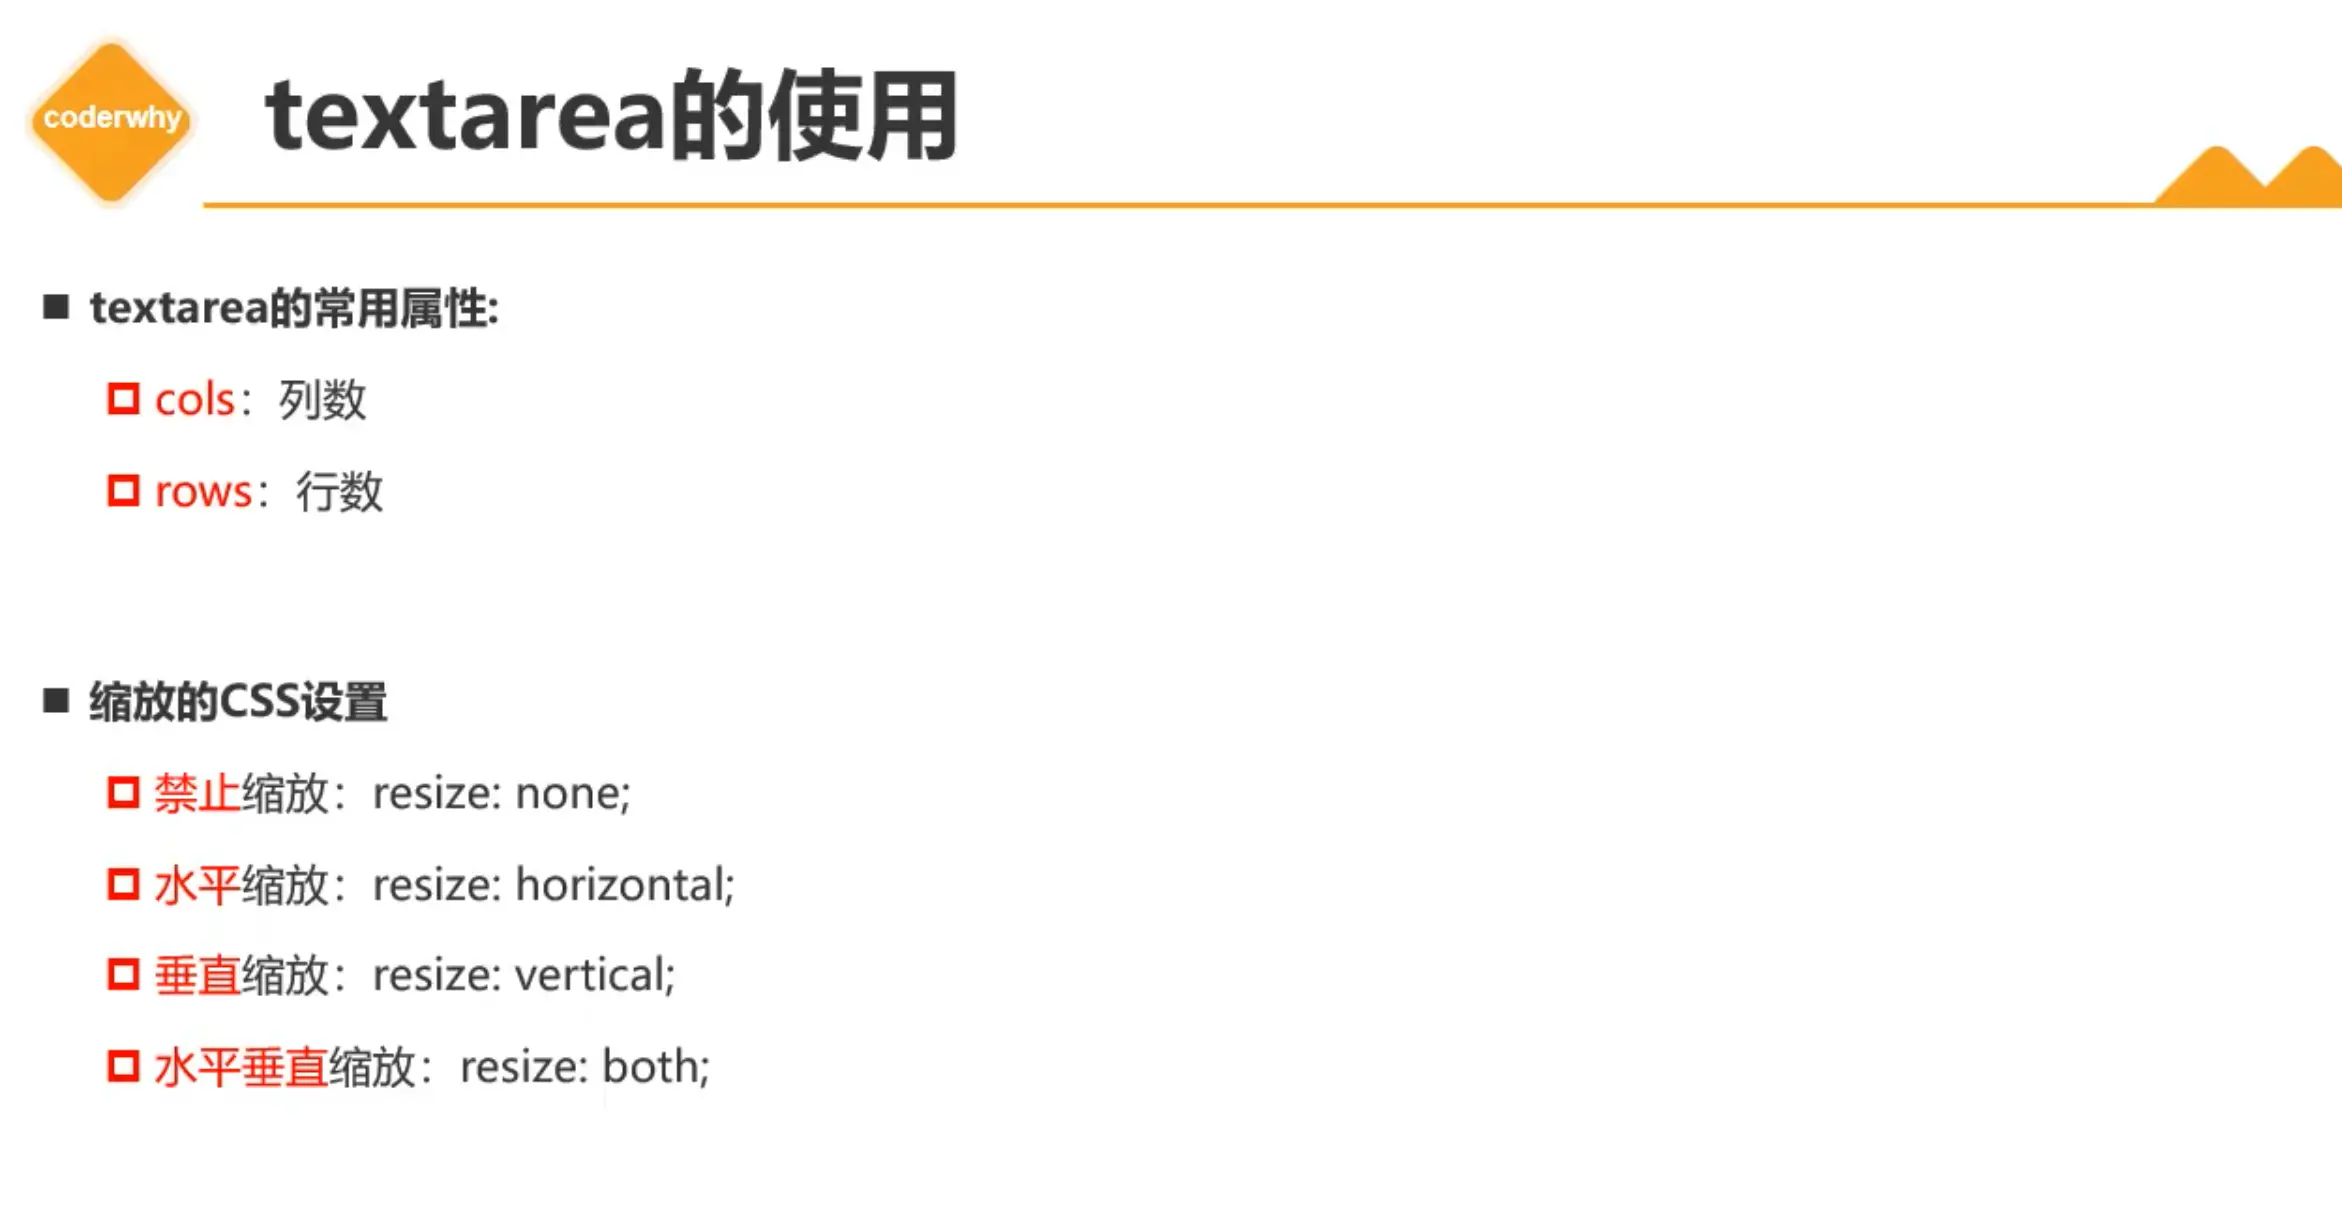 coderwhy
textarea的使用
textarea的常用属性:
cols：列数
rows：行数
缩放的CSS设置
禁止缩放：resize: none;
水平缩放：resize: horizontal;
垂直缩放：resize: vertical;
水平垂直缩放：resize: both;